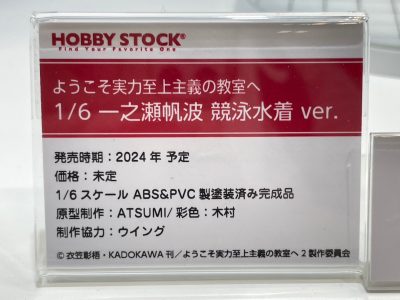 HOBBY STOCK®
Find Your Favorite One
ようこそ実力至上主義の教室へ
1/6 一之瀬帆波 競泳水着 ver.
発売時期：2024年 予定
価格：未定
1/6スケール ABS&PVC 製塗装済み完成品
原型制作：ATSUMI/ 彩色：木村
制作協力：ウイング
© 衣笠彰梧・KADOKAWA 刊／ようこそ実力至上主義の教室へ 2 製作委員会